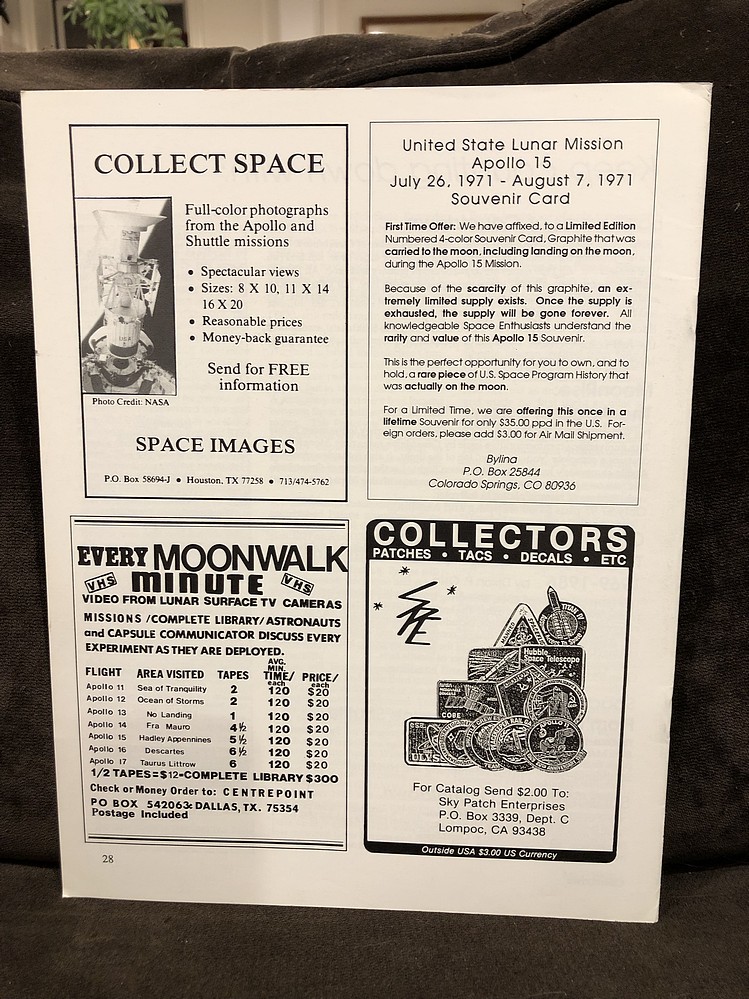 COLLECT SPACE
Full-color photographs
from the Apollo and
Shuttle missions
• Spectacular views
• Sizes: 8 X 10, 11 X 14
16 X 20
• Reasonable prices
• Money-back guarantee
Send for FREE
information
Photo Credit: NASA
SPACE IMAGES
P.O. Box 58694-J • Houston, TX 77258 • 713/474-5762
United State Lunar Mission
Apollo 15
July 26, 1971 - August 7, 1971
Souvenir Card
First Time Offer: We have affixed, to a Limited Edition
Numbered 4-color Souvenir Card, Graphite that was
carried to the moon, including landing on the moon,
during the Apollo 15 Mission.
Because of the scarcity of this graphite, an ex-
tremely limited supply exists. Once the supply is
exhausted, the supply will be gone forever. All
knowledgeable Space Enthusiasts understand the
rarity and value of this Apollo 15 Souvenir.
This is the perfect opportunity for you to own, and to
hold, a rare piece of U.S. Space Program History that
was actually on the moon.
For a Limited Time, we are offering this once in a
lifetime Souvenir for only $35.00 ppd in the U.S. For-
eign orders, please add $3.00 for Air Mail Shipment.
Bylina
P.O. Box 25844
Colorado Springs, CO 80936
EVERY MOONWALK
VHS MINUTE VHS
VIDEO FROM LUNAR SURFACE TV CAMERAS
MISSIONS /COMPLETE LIBRARY/ASTRONAUTS
and CAPSULE COMMUNICATOR DISCUSS EVERY
EXPERIMENT AS THEY ARE DEPLOYED.
FLIGHT AREA VISITED TAPES AVG. MIN. TIME/ each PRICE/ each
Apollo 11 Sea of Tranquility 2 120 $20
Apollo 12 Ocean of Storms 2 120 $20
Apollo 13 No Landing 1 120 $20
Apollo 14 Fra Mauro 4½ 120 $20
Apollo 15 Hadley Appennines 5½ 120 $20
Apollo 16 Descartes 6½ 120 $20
Apollo 17 Taurus Littrow 6 120 $20
1/2 TAPES=$12-COMPLETE LIBRARY $300
Check or Money Order to: CENTREPOINT
PO BOX 542063: DALLAS, TX. 75354
Postage Included
COLLECTORS
PATCHES • TACS • DECALS • ETC
TITAN IV
Hubble
Space Telescope
COBE
For Catalog Send $2.00 To:
Sky Patch Enterprises
P.O. Box 3339, Dept. C
Lompoc, CA 93438
Outside USA $3.00 US Currency
28